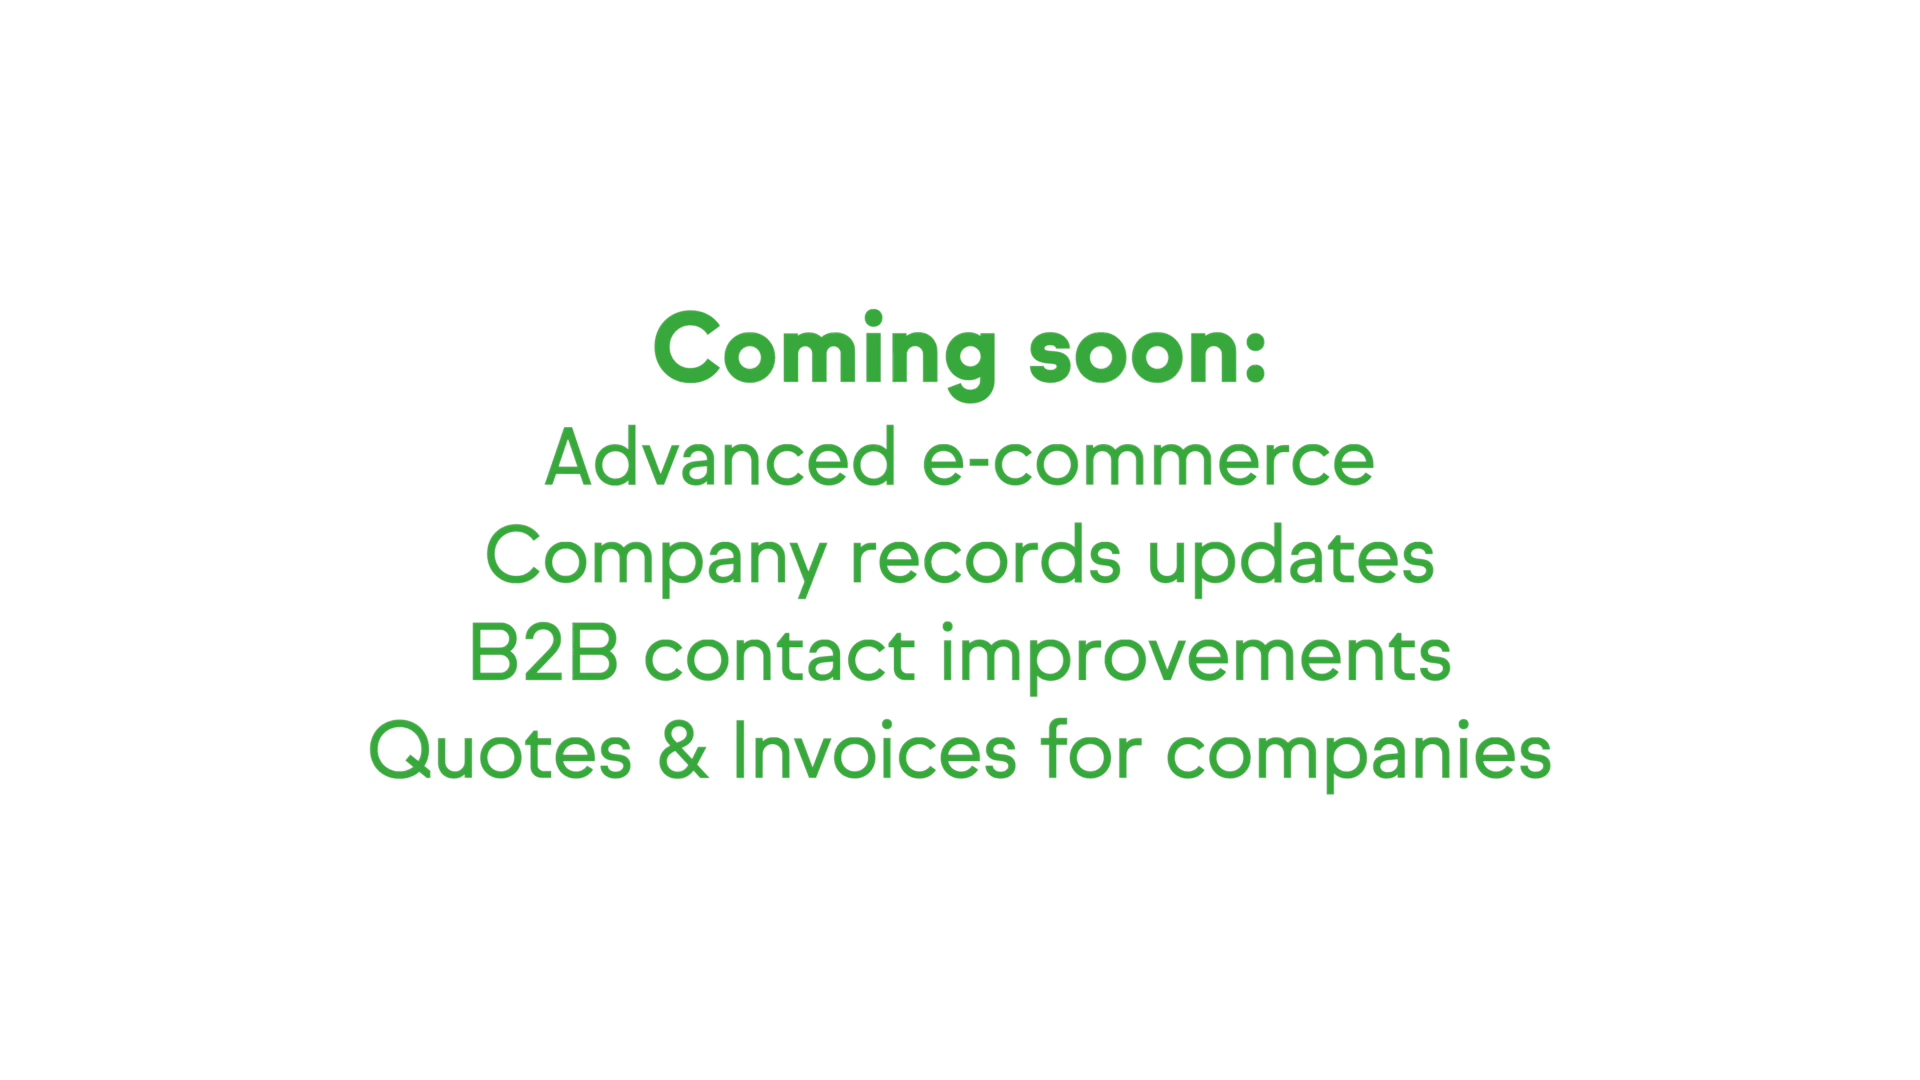 Coming soon:
Advanced e-commerce
Company records updates
B2B contact improvements
Quotes & Invoices for companies